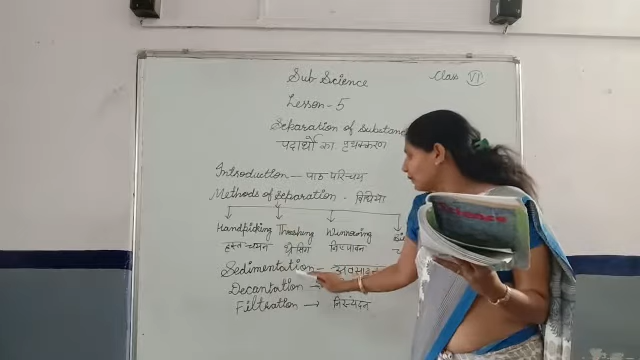 Sub Science
Class VI
Lesson-5
Separation of Substan
पदार्थो का पृथक्करण
Introduction — पाठ परिचय
Methods of Separation - विधियां
Handpicking Threshing Winnowing
हस्त चयन थ्रेसिंग निष्पावन
Sedimentation -
Decantation →
Filtration → निस्यंदन
Science